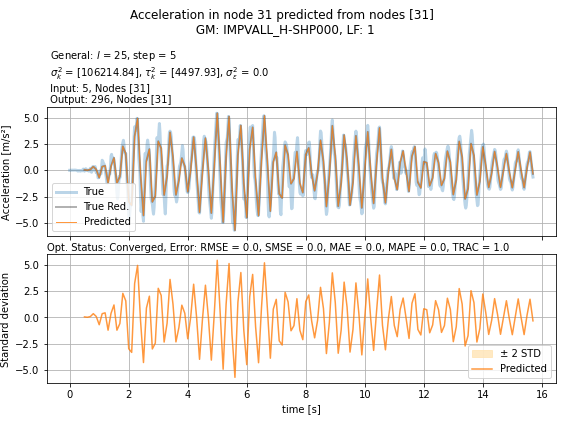 Acceleration in node 31 predicted from nodes [31]
GM: IMPVALL_H-SHP000, LF: 1
General: l = 25, step = 5
σ²ₖ = [106214.84], τ²ₖ = [4497.93], σ²ₑ = 0.0
Input: 5, Nodes [31]
Output: 296, Nodes [31]
Acceleration [m/s²]
5.0
2.5
0.0
−2.5
−5.0
True
True Red.
Predicted
Opt. Status: Converged, Error: RMSE = 0.0, SMSE = 0.0, MAE = 0.0, MAPE = 0.0, TRAC = 1.0
Standard deviation
5.0
2.5
0.0
−2.5
−5.0
± 2 STD
Predicted
0 2 4 6 8 10 12 14 16
time [s]